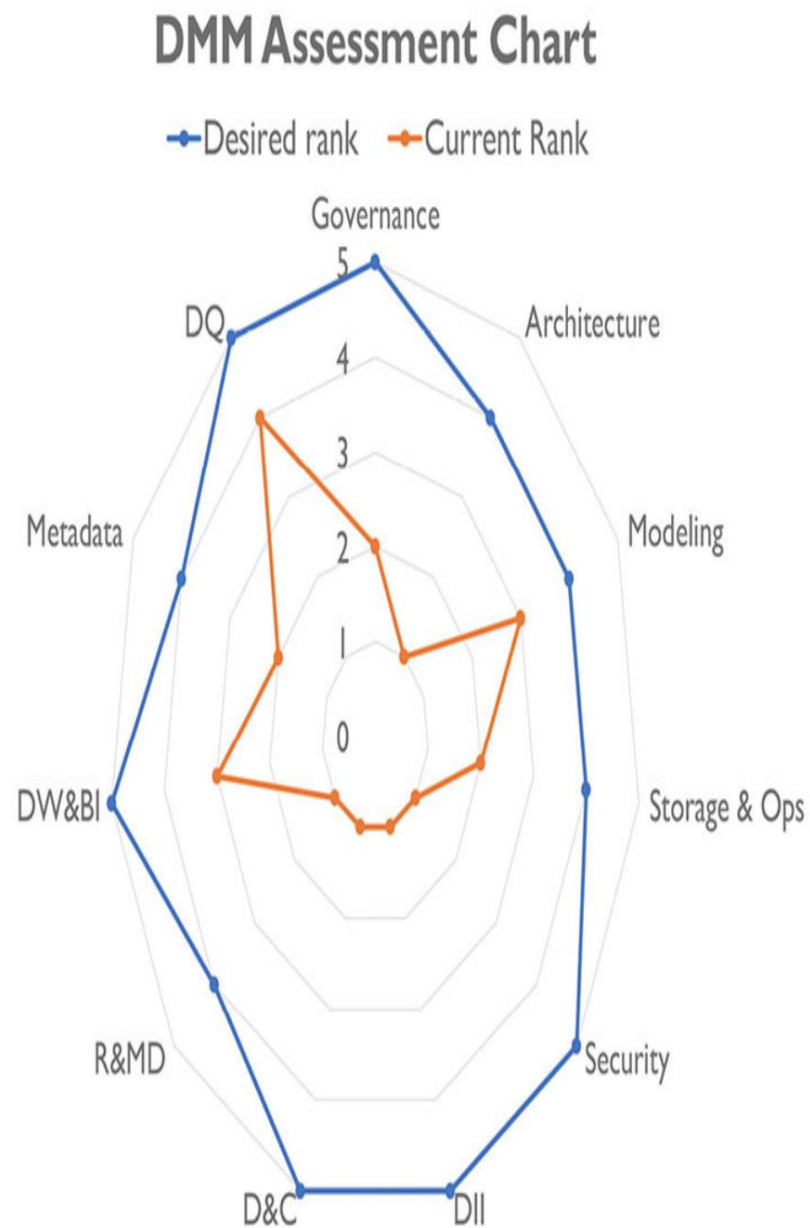 DMM Assessment Chart
Desired rank Current Rank
Governance
5
DQ
Architecture
4
3
Metadata
Modeling
2
1
0
DW&BI
Storage & Ops
R&MD
Security
D&C
DII